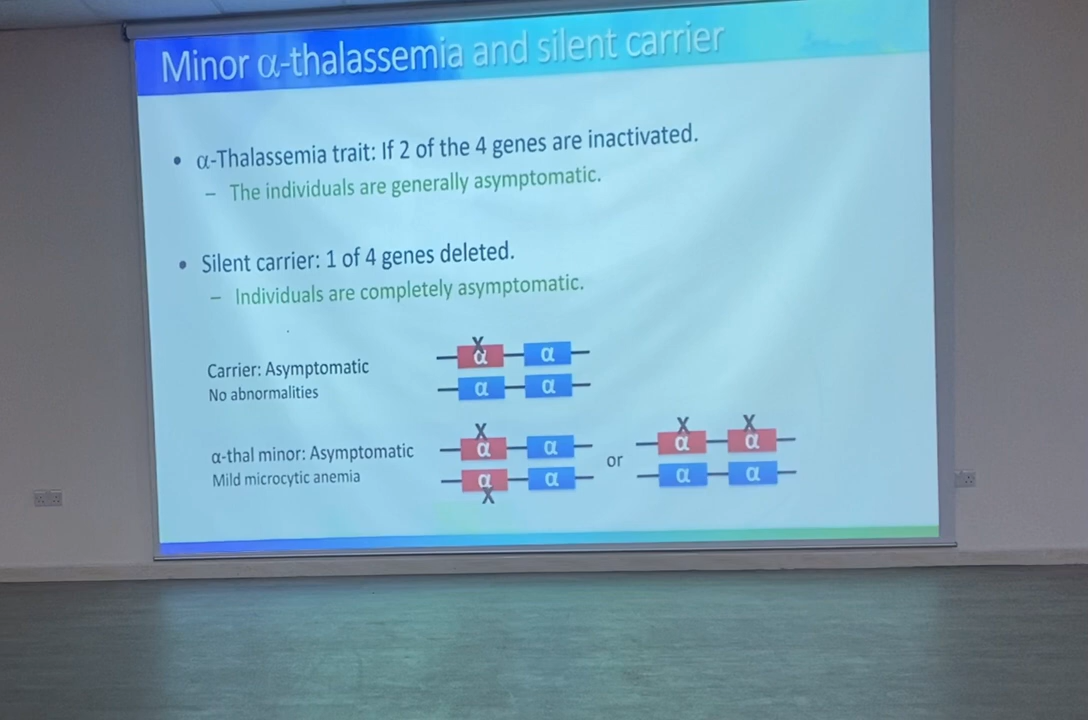 Minor α-thalassemia and silent carrier
• α-Thalassemia trait: If 2 of the 4 genes are inactivated.
– The individuals are generally asymptomatic.
• Silent carrier: 1 of 4 genes deleted.
– Individuals are completely asymptomatic.
Carrier: Asymptomatic
No abnormalities
X
α α
α α
α-thal minor: Asymptomatic
Mild microcytic anemia
X
α α
α α
X
or
X X
α α
α α